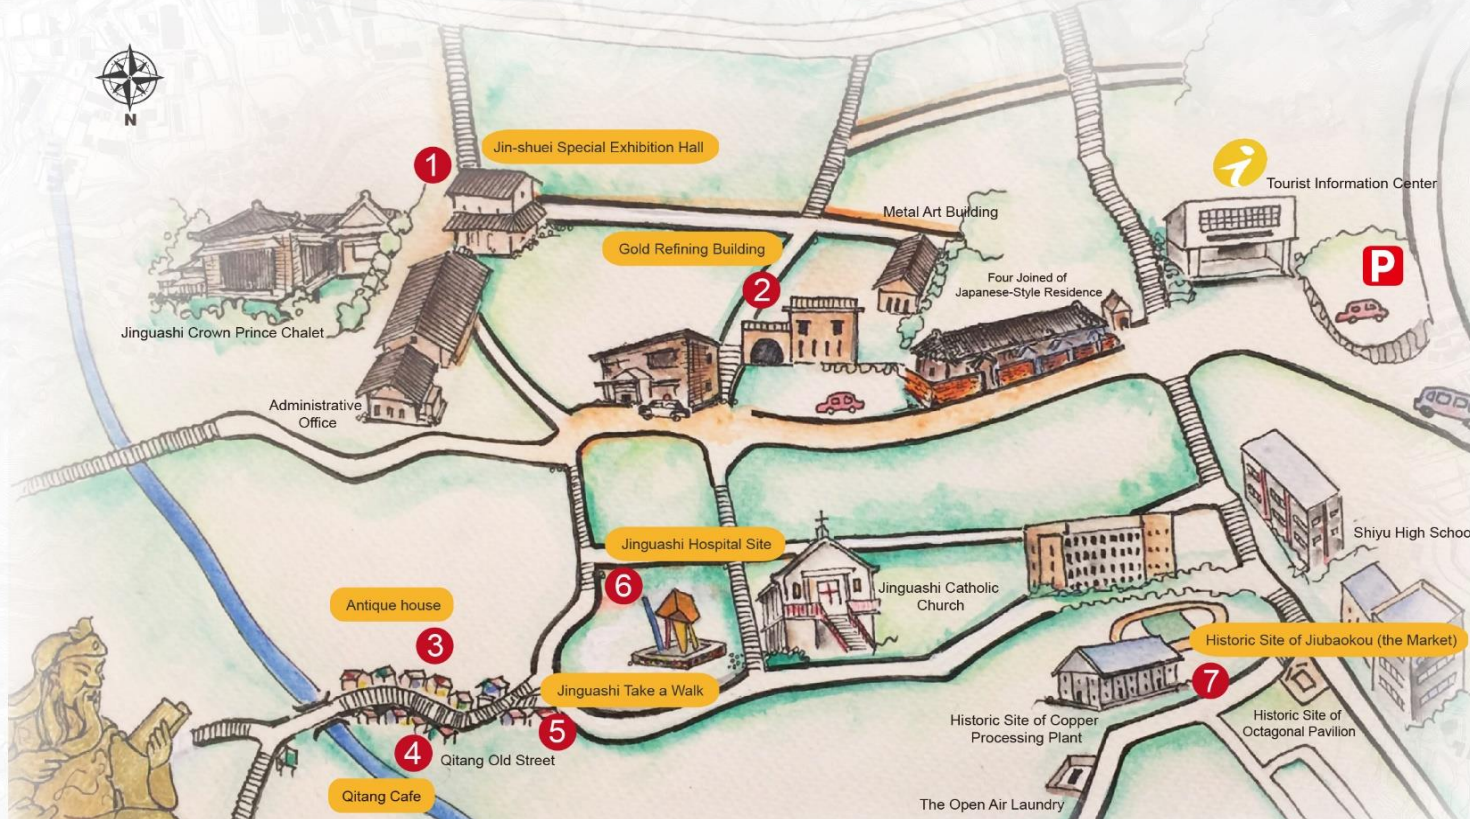 N
1
Jin-shuei Special Exhibition Hall
Tourist Information Center
P
Metal Art Building
Gold Refining Building
2
Four Joined of
Japanese-Style Residence
Jinguashi Crown Prince Chalet
Administrative
Office
Shiyu High Schoo
Jinguashi Hospital Site
6
Jinguashi Catholic
Church
Antique house
3
Historic Site of Jiubaokou (the Market)
7
Jinguashi Take a Walk
5
Historic Site of Copper
Processing Plant
Historic Site of
Octagonal Pavilion
4
Qitang Old Street
Qitang Cafe
The Open Air Laundry